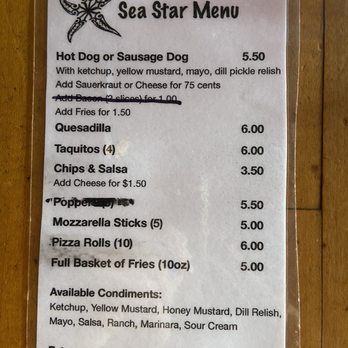 Sea Star Menu
Hot Dog or Sausage Dog 5.50
With ketchup, yellow mustard, mayo, dill pickle relish
Add Sauerkraut or Cheese for 75 cents
Add Bacon (2 slices) for 1.00
Add Fries for 1.50
Quesadilla 6.00
Taquitos (4) 6.00
Chips & Salsa 3.50
Add Cheese for $1.50
5.50
Mozzarella Sticks (5) 5.00
Pizza Rolls (10) 6.00
Full Basket of Fries (10oz) 5.00
Available Condiments:
Ketchup, Yellow Mustard, Honey Mustard, Dill Relish,
Mayo, Salsa, Ranch, Marinara, Sour Cream